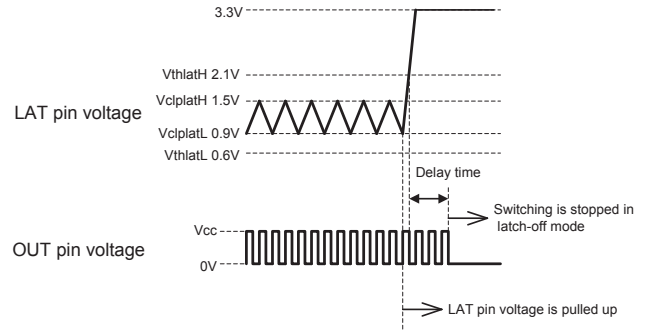 3.3V
VthlatH 2.1V
VclplatH 1.5V
LAT pin voltage
VclplatL 0.9V
VthlatL 0.6V
Delay time
Switching is stopped in
latch-off mode
Vcc
OUT pin voltage
0V
LAT pin voltage is pulled up